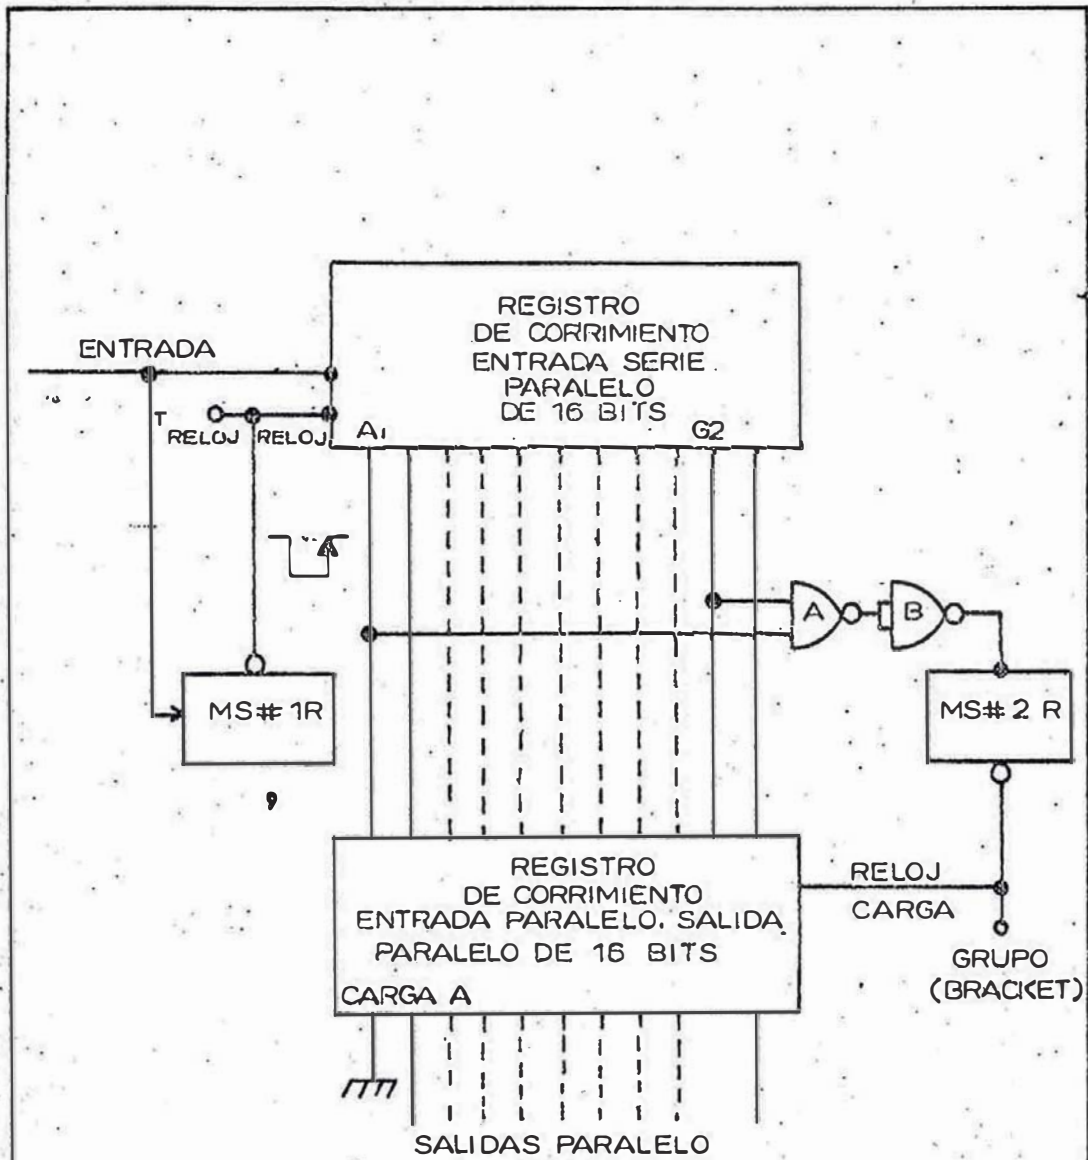 REGISTRO
DE CORRIMIENTO
ENTRADA SERIE
PARALELO
DE 16 BITS
ENTRADA
T
RELOJ
RELOJ
A1
G2
A
B
MS# 1R
MS# 2 R
REGISTRO
DE CORRIMIENTO
ENTRADA PARALELO. SALIDA
PARALELO DE 16 BITS
CARGA A
RELOJ
CARGA
GRUPO
(BRACKET)
SALIDAS PARALELO